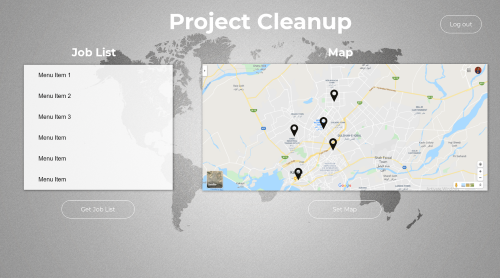 Project Cleanup
Log out
Job List
Map
Menu Item 1
Menu Item 2
Menu Item 3
Menu Item
Menu Item
Menu Item
Get Job List
Set Map